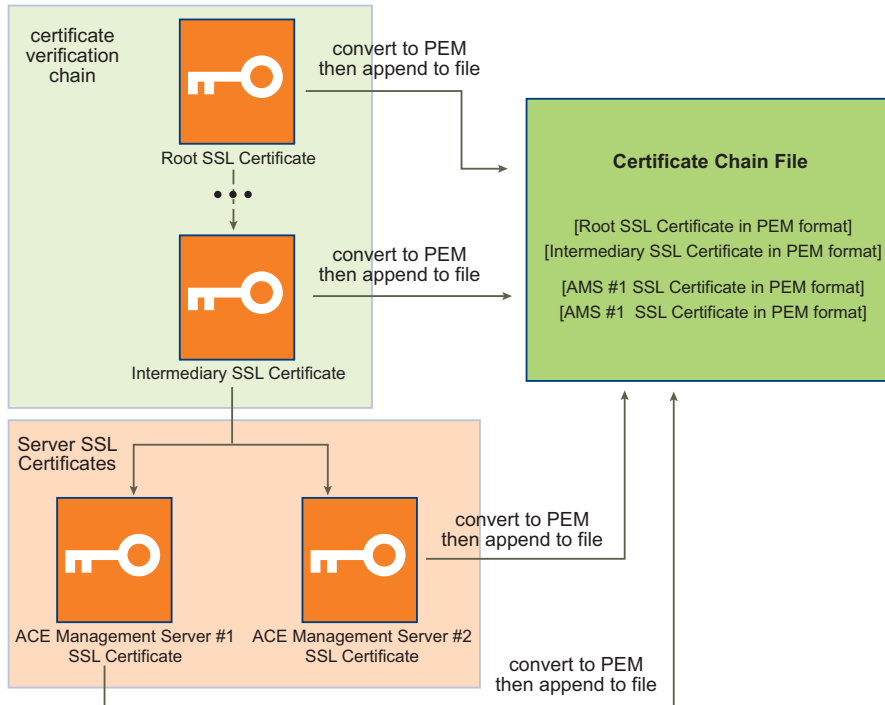 certificate
verification
chain
convert to PEM
then append to file
Root SSL Certificate
convert to PEM
then append to file
Intermediary SSL Certificate
Certificate Chain File
[Root SSL Certificate in PEM format]
[Intermediary SSL Certificate in PEM format]
[AMS #1 SSL Certificate in PEM format]
[AMS #1 SSL Certificate in PEM format]
Server SSL
Certificates
convert to PEM
then append to file
ACE Management Server #1
SSL Certificate
ACE Management Server #2
SSL Certificate
convert to PEM
then append to file